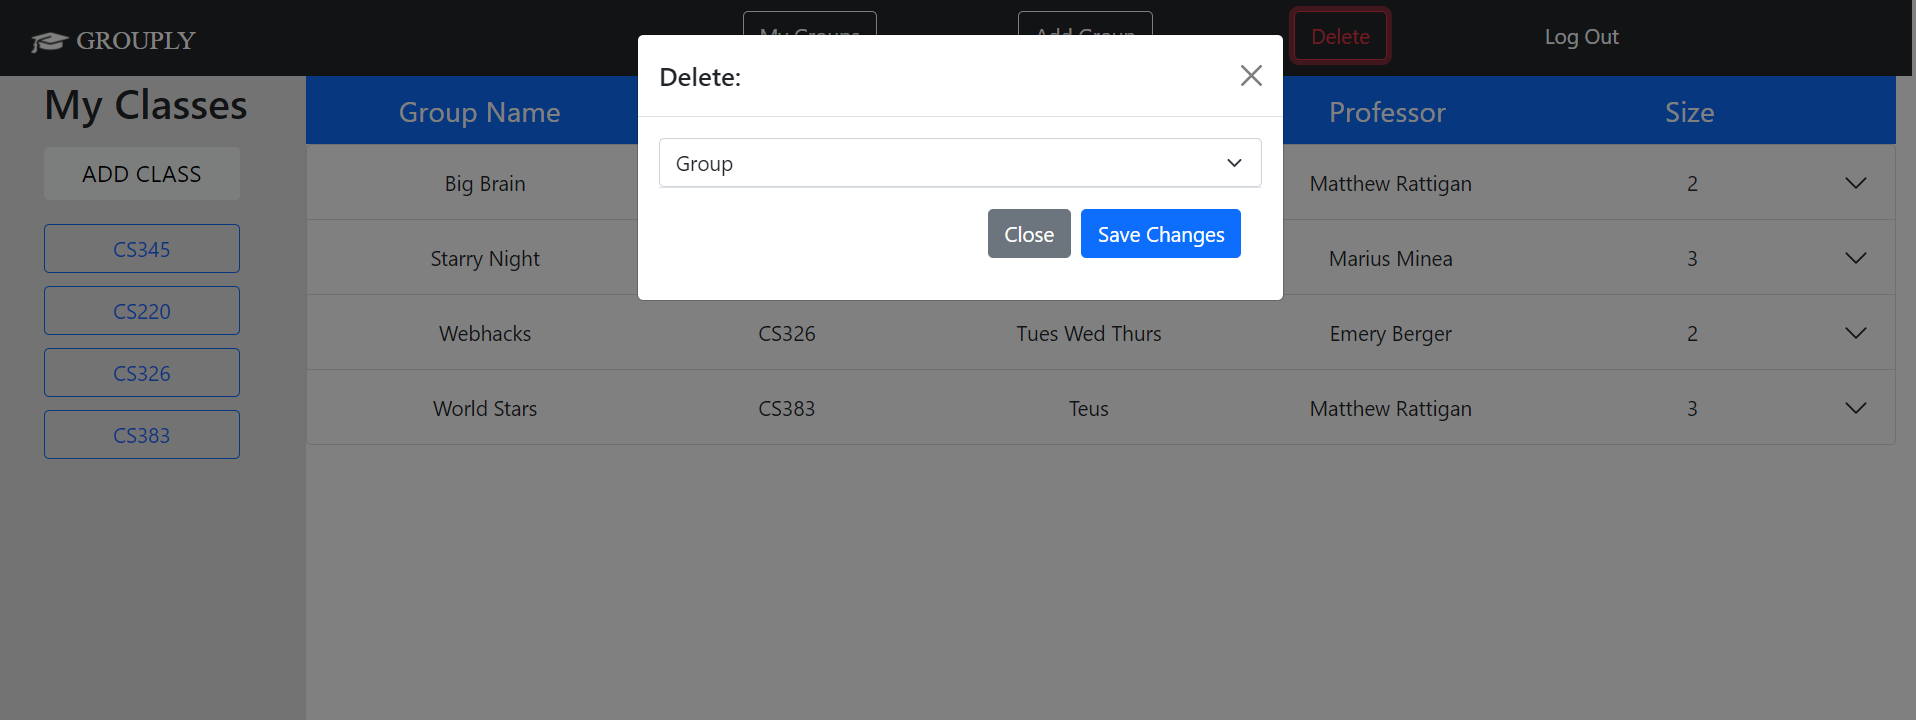 GROUPLY
My Groups
Add Group
Delete
Log Out
Delete:
Group
Close
Save Changes
My Classes
ADD CLASS
CS345
CS220
CS326
CS383
Group Name Professor Size
Big Brain Matthew Rattigan 2
Starry Night Marius Minea 3
Webhacks CS326 Tues Wed Thurs Emery Berger 2
World Stars CS383 Teus Matthew Rattigan 3